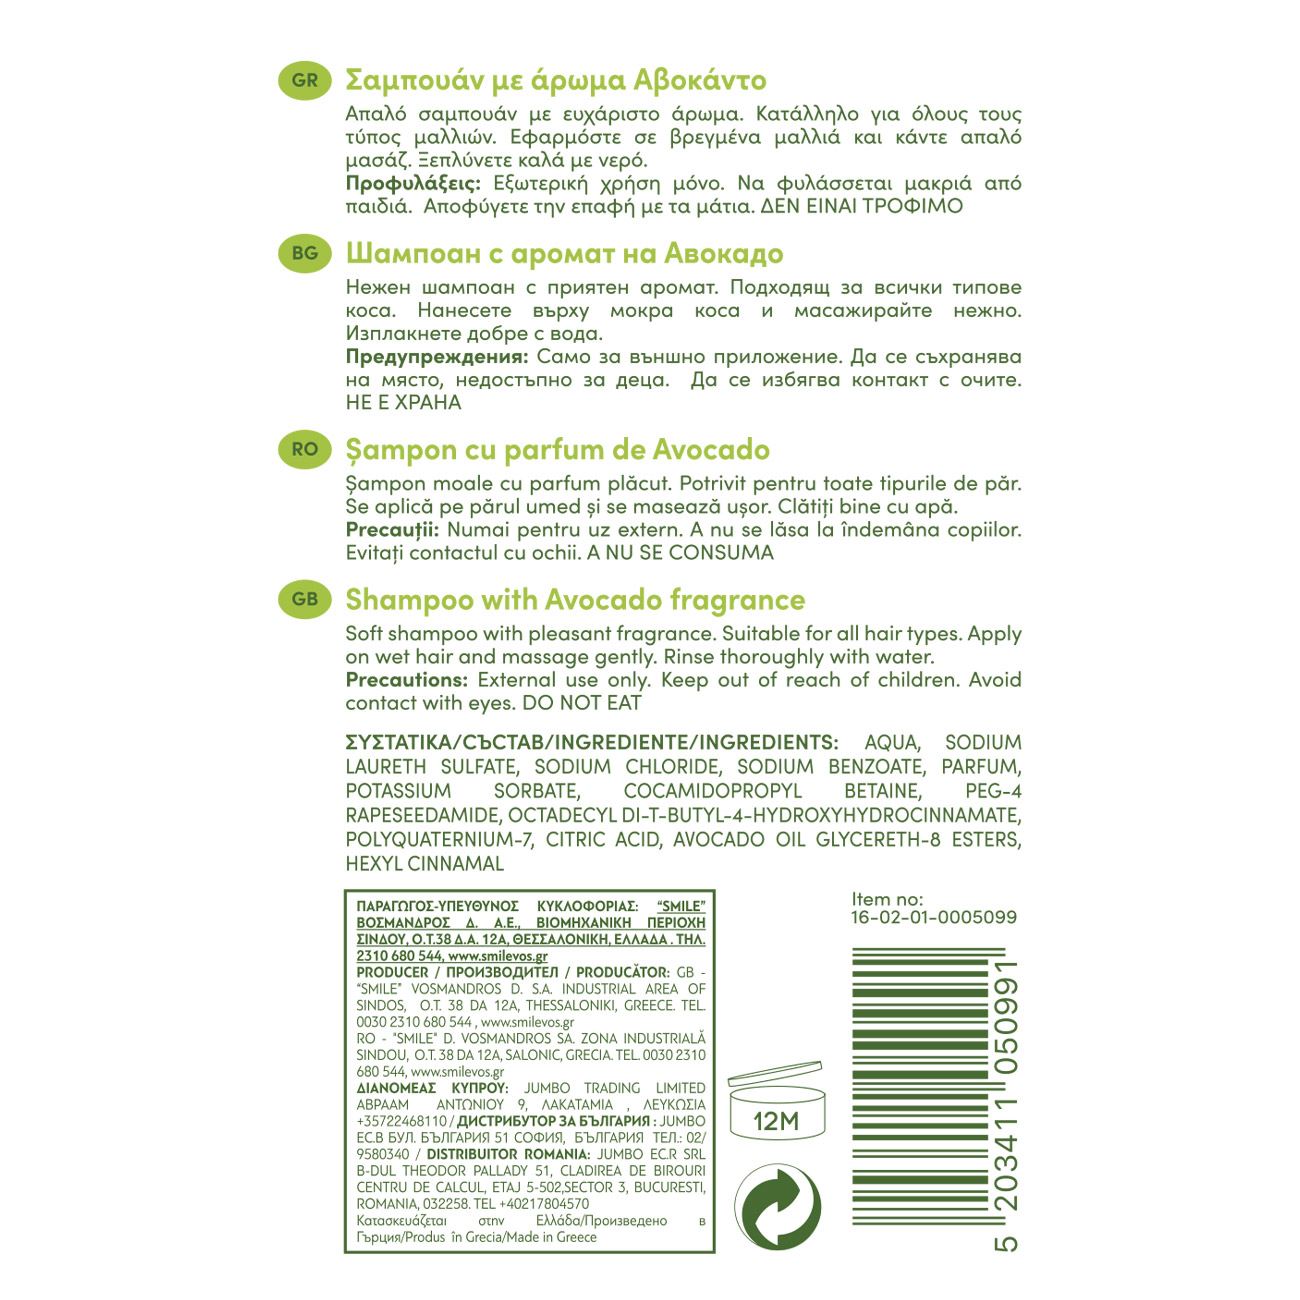 GR Σαμπουάν με άρωμα Αβοκάντο
Απαλό σαμπουάν με ευχάριστο άρωμα. Κατάλληλο για όλους τους
τύπος μαλλιών. Εφαρμόστε σε βρεγμένα μαλλιά και κάντε απαλό
μασάζ. Ξεπλύνετε καλά με νερό.
Προφυλάξεις: Εξωτερική χρήση μόνο. Να φυλάσσεται μακριά από
παιδιά. Αποφύγετε την επαφή με τα μάτια. ΔΕΝ ΕΙΝΑΙ ΤΡΟΦΙΜΟ
BG Шампоан с аромат на Авокадо
Нежен шампоан с приятен аромат. Подходящ за всички типове
коса. Нанесете върху мокра коса и масажирайте нежно.
Изплакнете добре с вода.
Предупреждения: Само за външно приложение. Да се съхранява
на място, недостъпно за деца. Да се избягва контакт с очите.
НЕ Е ХРАНА
RO Șampon cu parfum de Avocado
Șampon moale cu parfum plăcut. Potrivit pentru toate tipurile de păr.
Se aplică pe părul umed și se masează ușor. Clătiți bine cu apă.
Precauții: Numai pentru uz extern. A nu se lăsa la îndemâna copiilor.
Evitați contactul cu ochii. A NU SE CONSUMA
GB Shampoo with Avocado fragrance
Soft shampoo with pleasant fragrance. Suitable for all hair types. Apply
on wet hair and massage gently. Rinse thoroughly with water.
Precautions: External use only. Keep out of reach of children. Avoid
contact with eyes. DO NOT EAT
ΣΥΣΤΑΤΙΚΑ/СЪСТАВ/INGREDIENTE/INGREDIENTS: AQUA, SODIUM
LAURETH SULFATE, SODIUM CHLORIDE, SODIUM BENZOATE, PARFUM,
POTASSIUM SORBATE, COCAMIDOPROPYL BETAINE, PEG-4
RAPESEEDAMIDE, OCTADECYL DI-T-BUTYL-4-HYDROXYHYDROCINNAMATE,
POLYQUATERNIUM-7, CITRIC ACID, AVOCADO OIL GLYCERETH-8 ESTERS,
HEXYL CINNAMAL
ΠΑΡΑΓΩΓΟΣ-ΥΠΕΥΘΥΝΟΣ ΚΥΚΛΟΦΟΡΙΑΣ: “SMILE”
ΒΟΣΜΑΝΔΡΟΣ Δ. Α.Ε., ΒΙΟΜΗΧΑΝΙΚΗ ΠΕΡΙΟΧΗ
ΣΙΝΔΟΥ, Ο.Τ.38 Δ.Α. 12Α, ΘΕΣΣΑΛΟΝΙΚΗ, ΕΛΛΑΔΑ . ΤΗΛ.
2310 680 544, www.smilevos.gr
PRODUCER / ПРОИЗВОДИТЕЛ / PRODUCĂTOR: GB -
“SMILE” VOSMANDROS D. S.A. INDUSTRIAL AREA OF
SINDOS, O.T. 38 DA 12A, THESSALONIKI, GREECE. TEL.
0030 2310 680 544 , www.smilevos.gr
RO - "SMILE" D. VOSMANDROS SA. ZONA INDUSTRIALĂ
SINDOU, O.T. 38 DA 12A, SALONIC, GRECIA. TEL. 0030 2310
680 544, www.smilevos.gr
ΔΙΑΝΟΜΕΑΣ ΚΥΠΡΟΥ: JUMBO TRADING LIMITED
ΑΒΡΑΑΜ ΑΝΤΩΝΙΟΥ 9, ΛΑΚΑΤΑΜΙΑ , ΛΕΥΚΩΣΙΑ
+35722468110 / ДИСТРИБУТОР ЗА БЪЛГАРИЯ : JUMBO
EC.B БУЛ. БЪЛГАРИЯ 51 СОФИЯ, БЪЛГАРИЯ ТЕЛ.: 02/
9580340 / DISTRIBUITOR ROMANIA: JUMBO EC.R SRL
B-DUL THEODOR PALLADY 51, CLADIREA DE BIROURI
CENTRU DE CALCUL, ETAJ 5-502,SECTOR 3, BUCURESTI,
ROMANIA, 032258. TEL +40217804570
Κατασκευάζεται στην Ελλάδα/Произведено в
Гърция/Produs în Grecia/Made in Greece
12M
Item no:
16-02-01-0005099
5 203411 050991